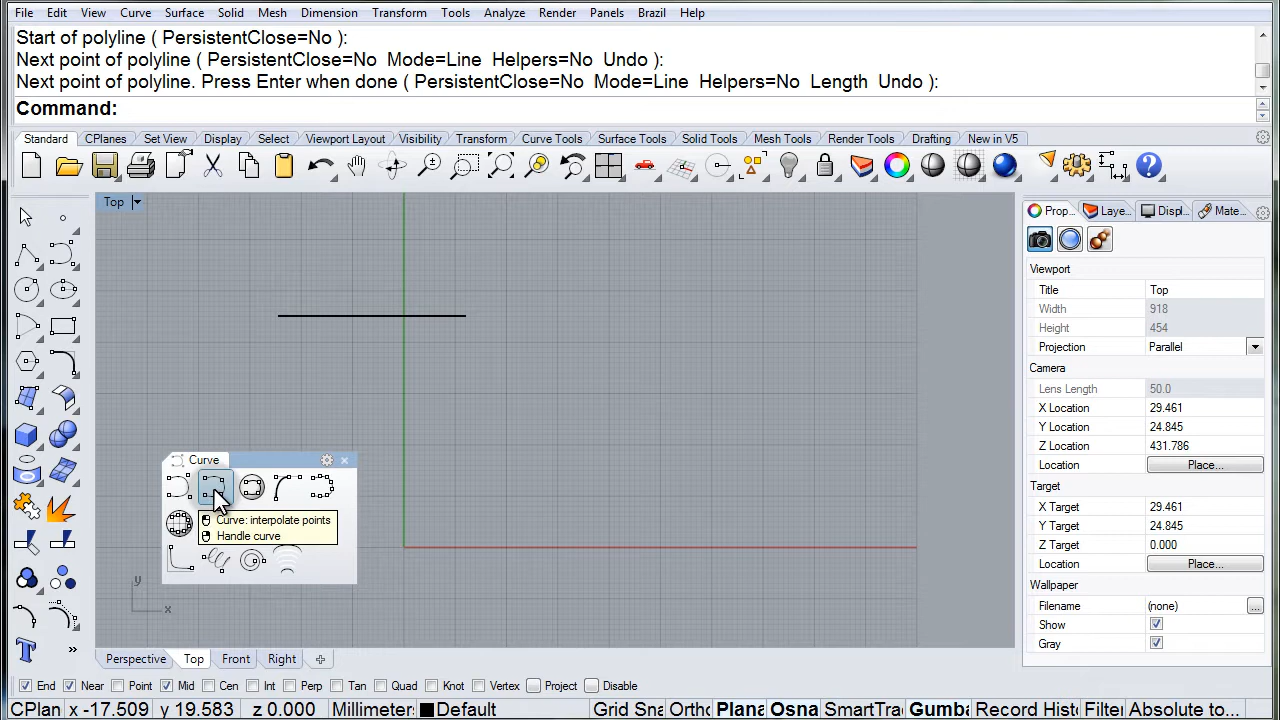 File Edit View Curve Surface Solid Mesh Dimension Transform Tools Analyze Render Panels Brazil Help
Start of polyline ( PersistentClose=No ):
Next point of polyline ( PersistentClose=No Mode=Line Helpers=No Undo ):
Next point of polyline. Press Enter when done ( PersistentClose=No Mode=Line Helpers=No Length Undo ):
Command:
Standard CPlanes Set View Display Select Viewport Layout Visibility Transform Curve Tools Surface Tools Solid Tools Mesh Tools Render Tools Drafting New in V5
Top
Prop... Laye... Displ... Mate...
Viewport
Title Top
Width 918
Height 454
Projection Parallel
Camera
Lens Length 50.0
X Location 29.461
Y Location 24.845
Z Location 431.786
Location Place...
Target
X Target 29.461
Y Target 24.845
Z Target 0.000
Location Place...
Wallpaper
Filename (none) ...
Show
Gray
Curve
Curve: interpolate points
Handle curve
y
x
T
Perspective Top Front Right
End Near Point Mid Cen Int Perp Tan Quad Knot Vertex Project Disable
CPlan x -17.509 y 19.583 z 0.000 Millimeter Default Grid Sna Ortho Plana Osna SmartTra Gumba Record History Filter Absolute to...